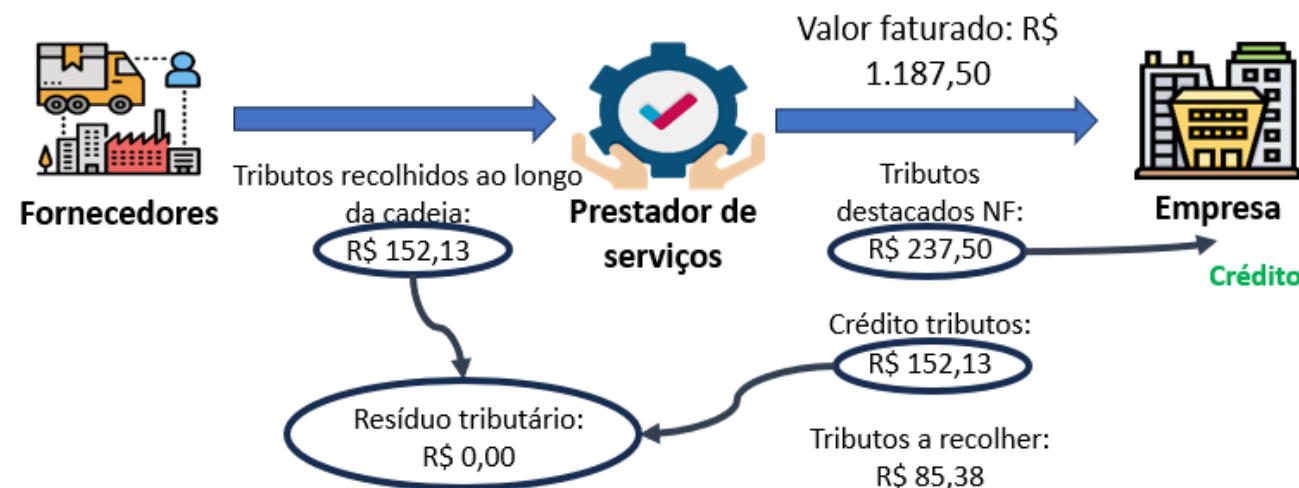 Valor faturado: R$
1.187,50
Tributos recolhidos ao longo
da cadeia:
R$ 152,13
Fornecedores
Prestador de
serviços
Tributos
destacados NF:
R$ 237,50
Empresa
Crédito
Crédito tributos:
R$ 152,13
Resíduo tributário:
R$ 0,00
Tributos a recolher:
R$ 85,38